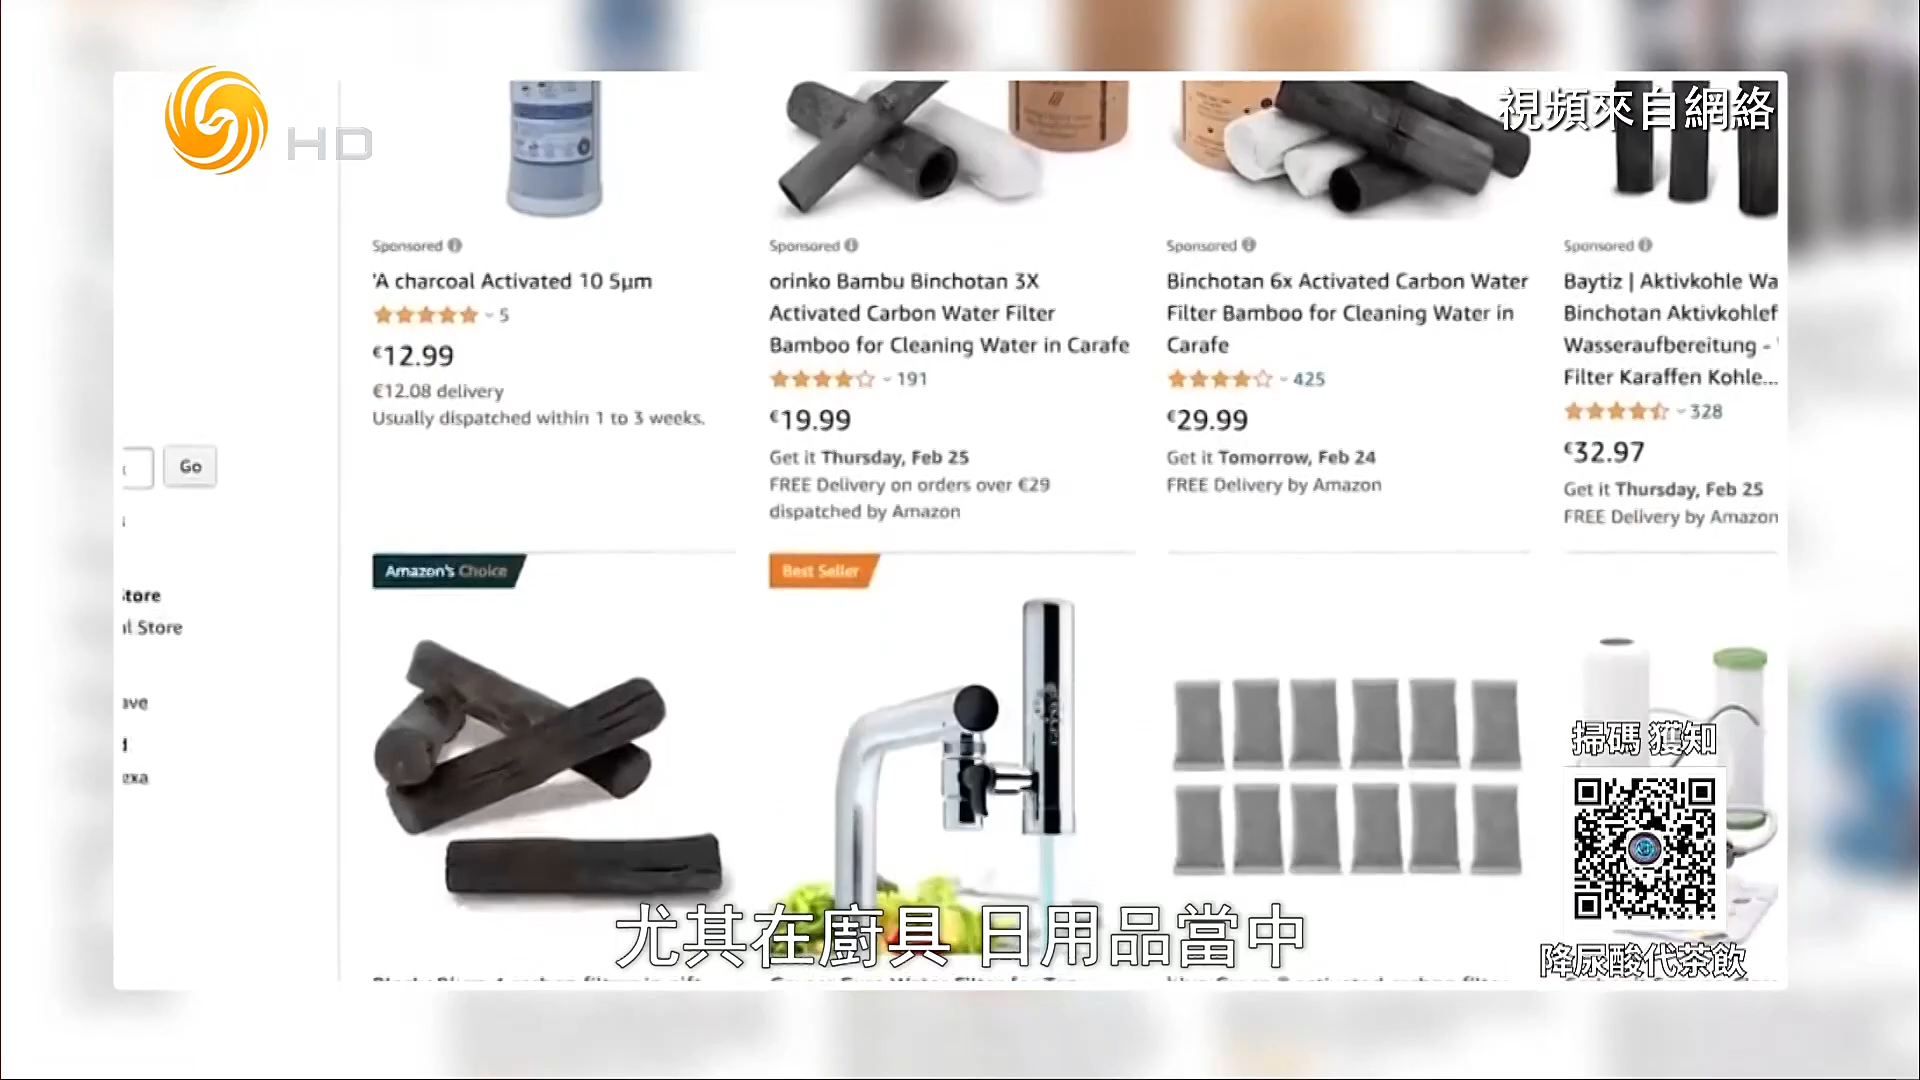 HD
視頻來自網絡
Sponsored
'A charcoal Activated 10 5µm
5
€12.99
€12.08 delivery
Usually dispatched within 1 to 3 weeks.
Sponsored
orinko Bambu Binchotan 3X
Activated Carbon Water Filter
Bamboo for Cleaning Water in Carafe
191
€19.99
Get it Thursday, Feb 25
FREE Delivery on orders over €29
dispatched by Amazon
Sponsored
Binchotan 6x Activated Carbon Water
Filter Bamboo for Cleaning Water in
Carafe
425
€29.99
Get it Tomorrow, Feb 24
FREE Delivery by Amazon
Sponsored
Baytiz | Aktivkohle Wa
Binchotan Aktivkohlef
Wasseraufbereitung -
Filter Karaffen Kohle...
328
€32.97
Get it Thursday, Feb 25
FREE Delivery by Amazon
Go
tore
l Store
ave
exa
Amazon's Choice
Best Seller
掃碼 獲知
降尿酸代茶飲
尤其在廚具 日用品當中